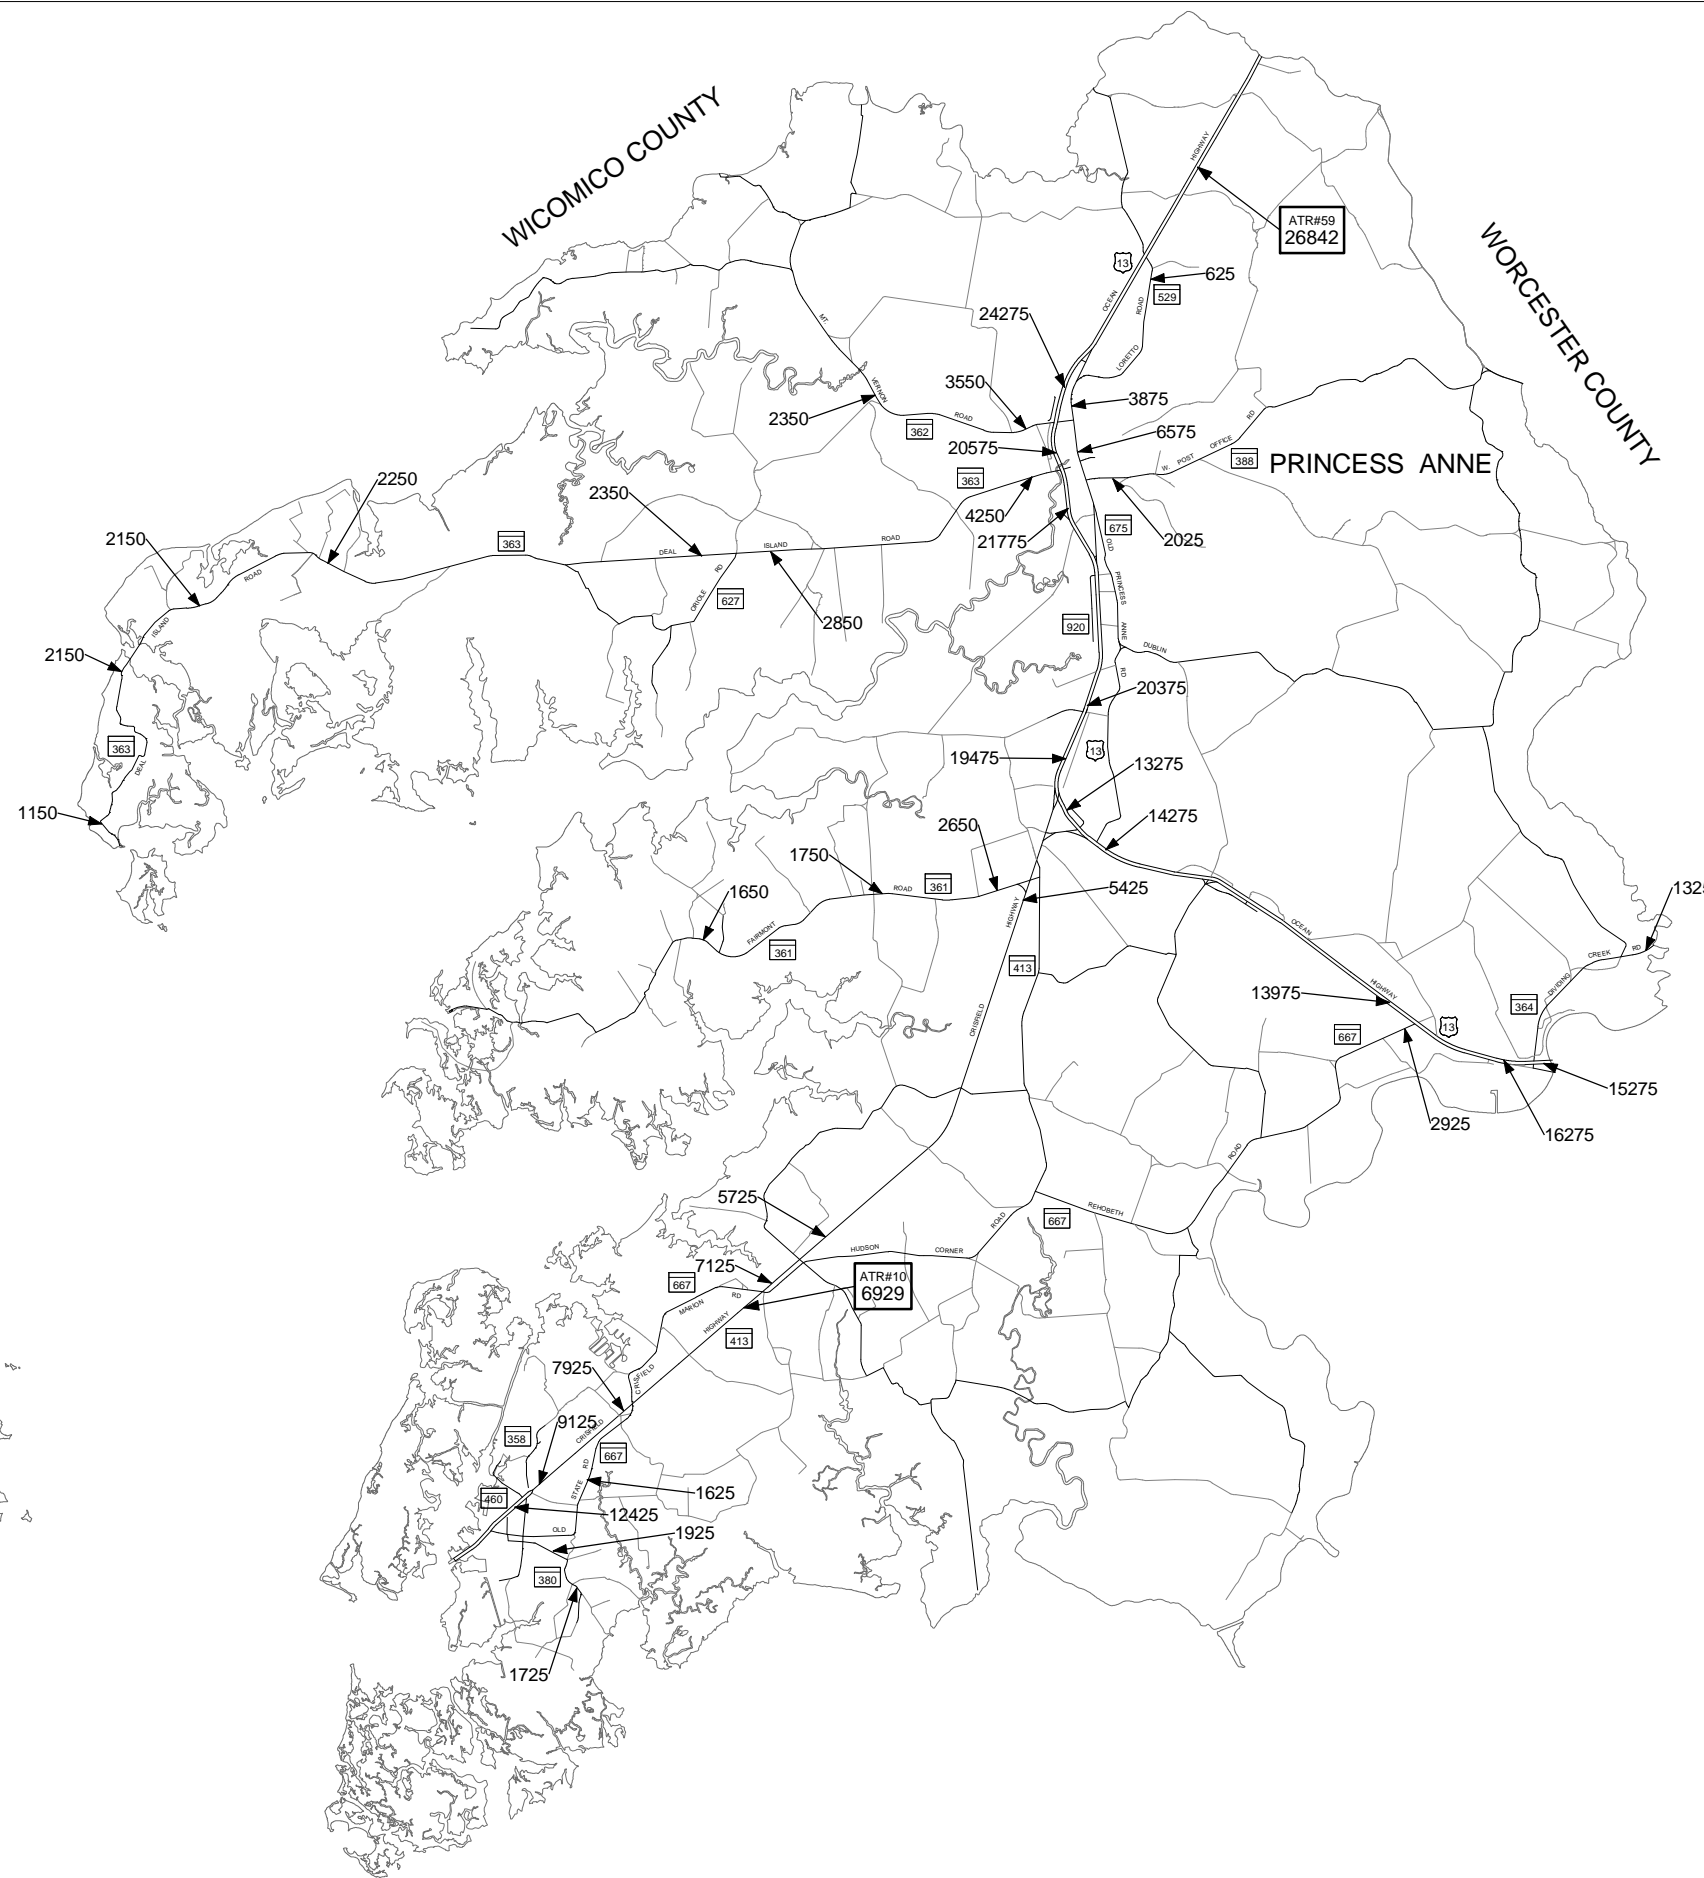 WICOMICO COUNTY
WORCESTER COUNTY
HIGHWAY
ATR#59
26842
13
OCEAN
625
529
ROAD
LORETTO
24275
MT
VERNON
ROAD
3550
3875
2350
362
20575
6575
W. POST
OFFICE
RD
388
PRINCESS ANNE
363
4250
21775
675
2025
OLD
PRINCESS
ANNE
RD
2250
2350
2150
363
DEAL
ISLAND
ROAD
ROAD
ISLAND
ORIOLE
RD
627
2850
920
DUBLIN
2150
20375
363
DEAL
13
19475
13275
1150
14275
2650
1750
ROAD
361
5425
1650
FAIRMONT
361
HIGHWAY
413
CRISFIELD
OCEAN
HIGHWAY
CREEK
RD
DIVIDING
364
13975
13
667
15275
2925
16275
ROAD
5725
REHOBETH
667
ROAD
HUDSON
CORNER
7125
ATR#10
6929
667
MARION
RD
HIGHWAY
413
7925
CRISFIELD
9125
CRISFIELD
358
667
RD
STATE
1625
460
12425
OLD
1925
380
1725